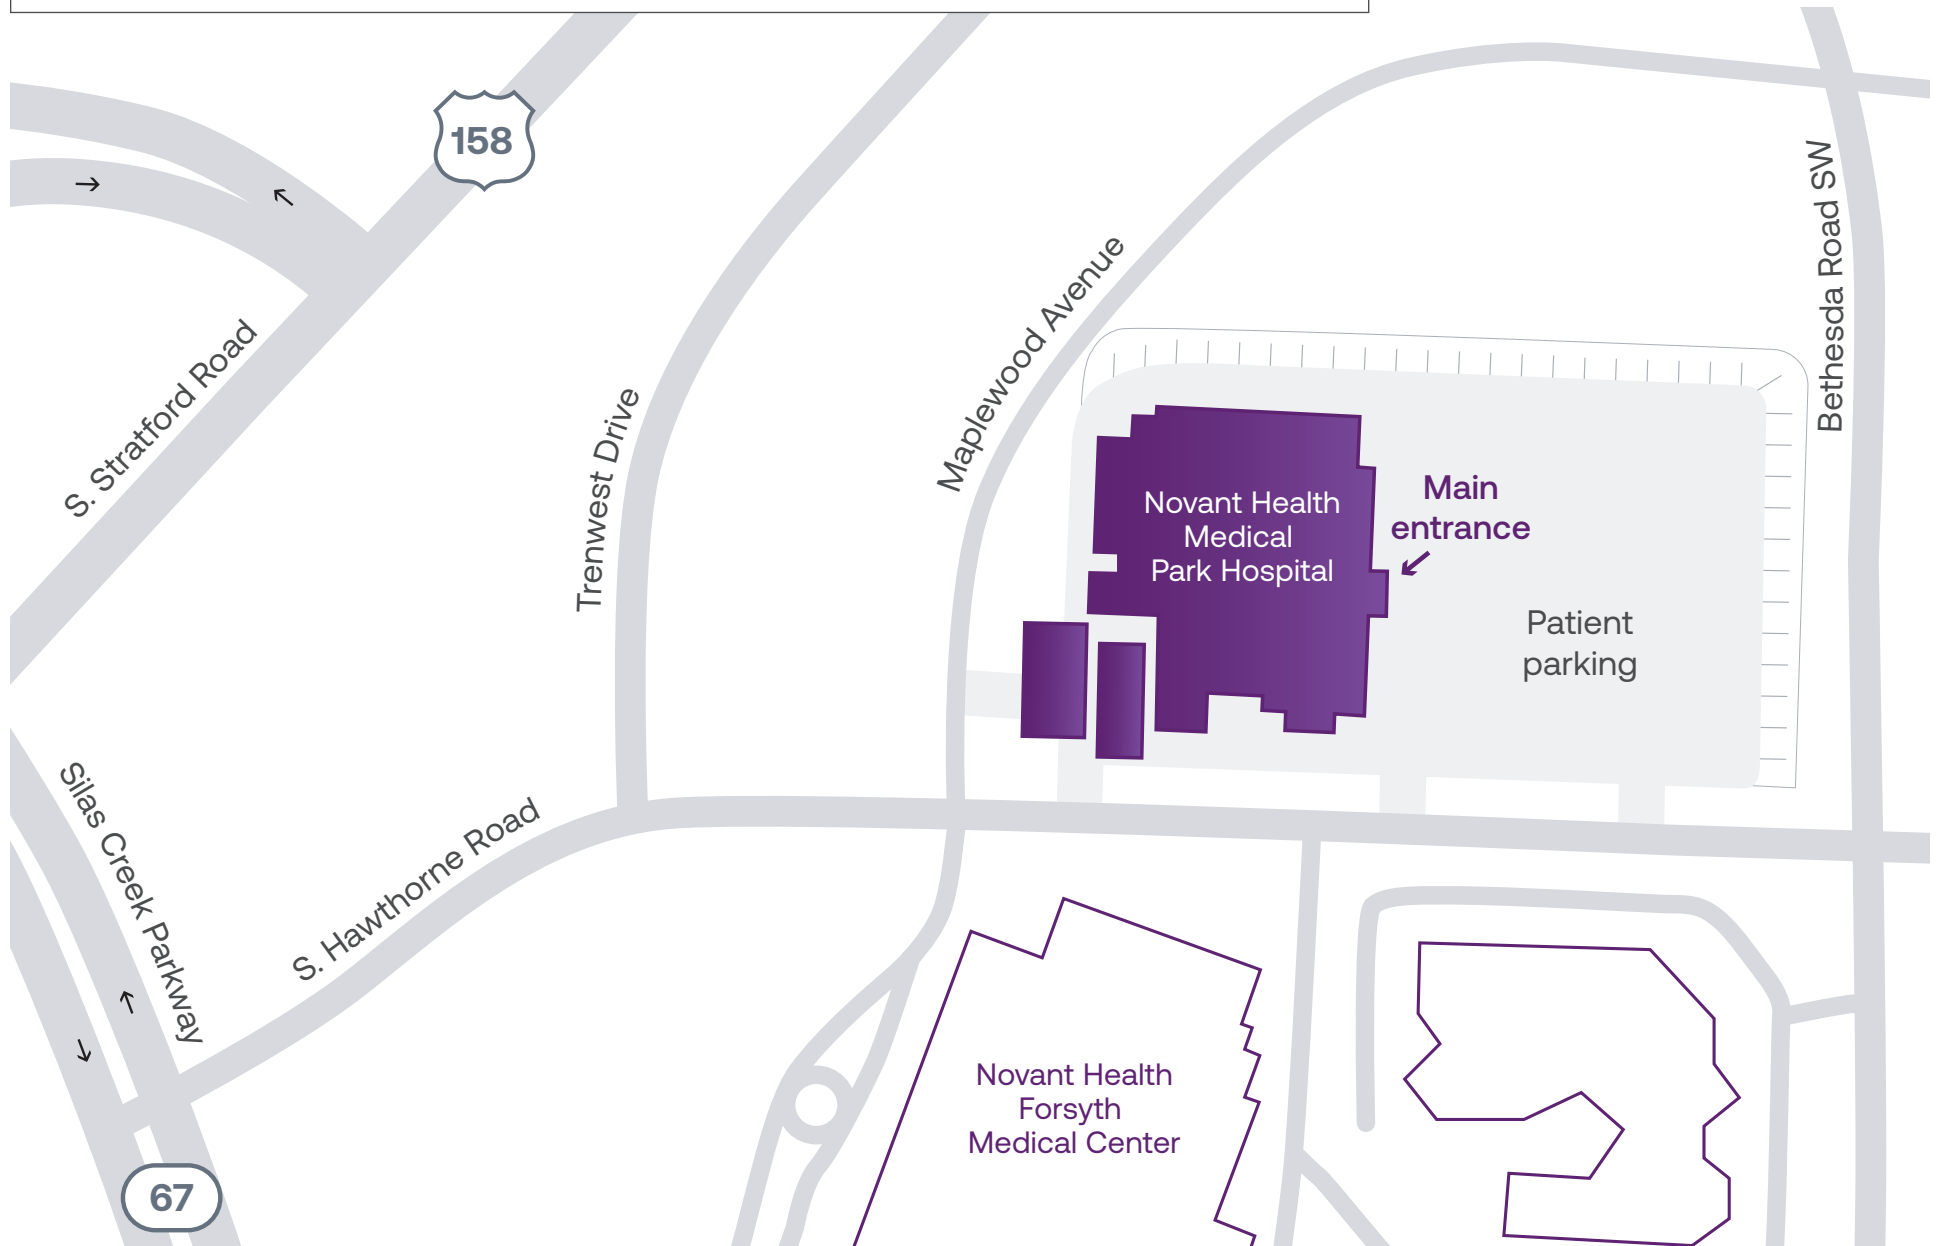 158
Bethesda Road SW
S. Stratford Road
Maplewood Avenue
Trenwest Drive
Novant Health
Medical
Park Hospital
Main
entrance
Patient
parking
Silas Creek Parkway
S. Hawthorne Road
Novant Health
Forsyth
Medical Center
67